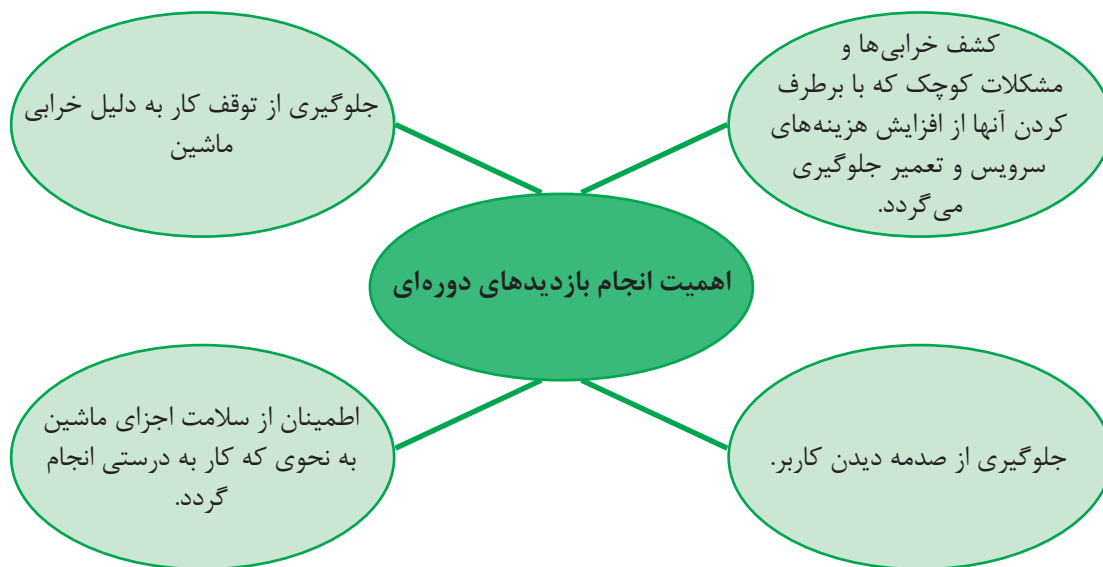 کشف خرابی‌ها و
مشکلات کوچک که با برطرف
کردن آنها از افزایش هزینه‌های
سرویس و تعمیر جلوگیری
می‌گردد.
جلوگیری از توقف کار به دلیل خرابی
ماشین
اهمیت انجام بازدیدهای دوره‌ای
جلوگیری از صدمه دیدن کاربر.
اطمینان از سلامت اجزای ماشین
به نحوی که کار به درستی انجام
گردد.